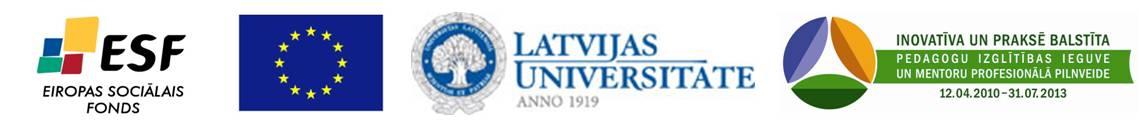 ESF
EIROPAS SOCIĀLAIS
FONDS
LATVIJAS
UNIVERSITĀTE
ANNO 1919
INOVATĪVA UN PRAKSĒ BALSTĪTA
PEDAGOGU IZGLĪTĪBAS IEGUVE
UN MENTORU PROFESIONĀLĀ PILNVEIDE
12.04.2010–31.07.2013